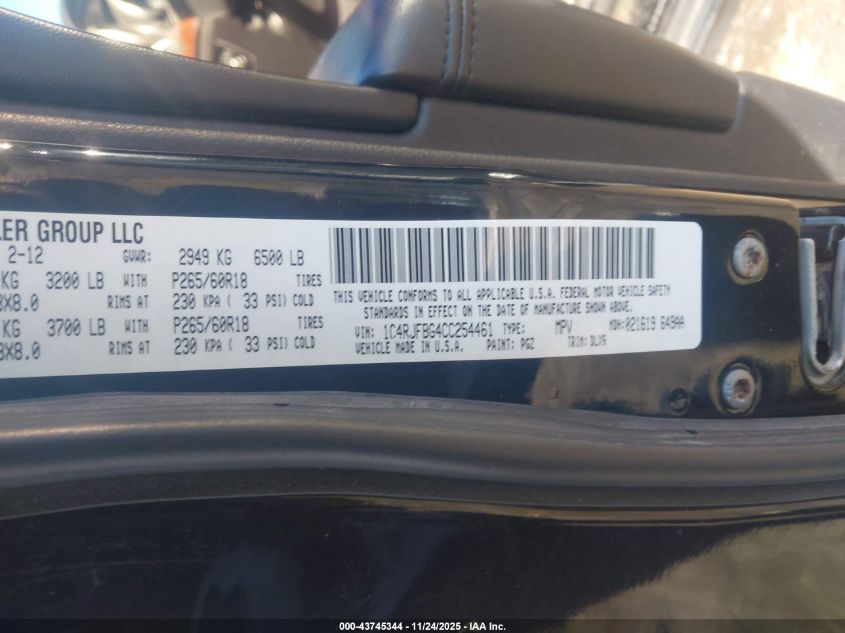 LER GROUP LLC
2-12 GVWR: 2949 KG 6500 LB
KG 3200 LB WITH P265/60R18 TIRES
8X8.0 RIMS AT 230 KPA ( 33 PSI) COLD
KG 3700 LB WITH P265/60R18 TIRES
8X8.0 RIMS AT 230 KPA ( 33 PSI) COLD
THIS VEHICLE CONFORMS TO ALL APPLICABLE U.S.A. FEDERAL MOTOR VEHICLE SAFETY
STANDARDS IN EFFECT ON THE DATE OF MANUFACTURE SHOWN ABOVE.
VIN: 1C4RJFBG4CC254461 TYPE: MPV MDH:021619 649AA
VEHICLE MADE IN U.S.A. PAINT: PGZ TRIM:
000-43745344 - 11/24/2025 - IAA Inc.